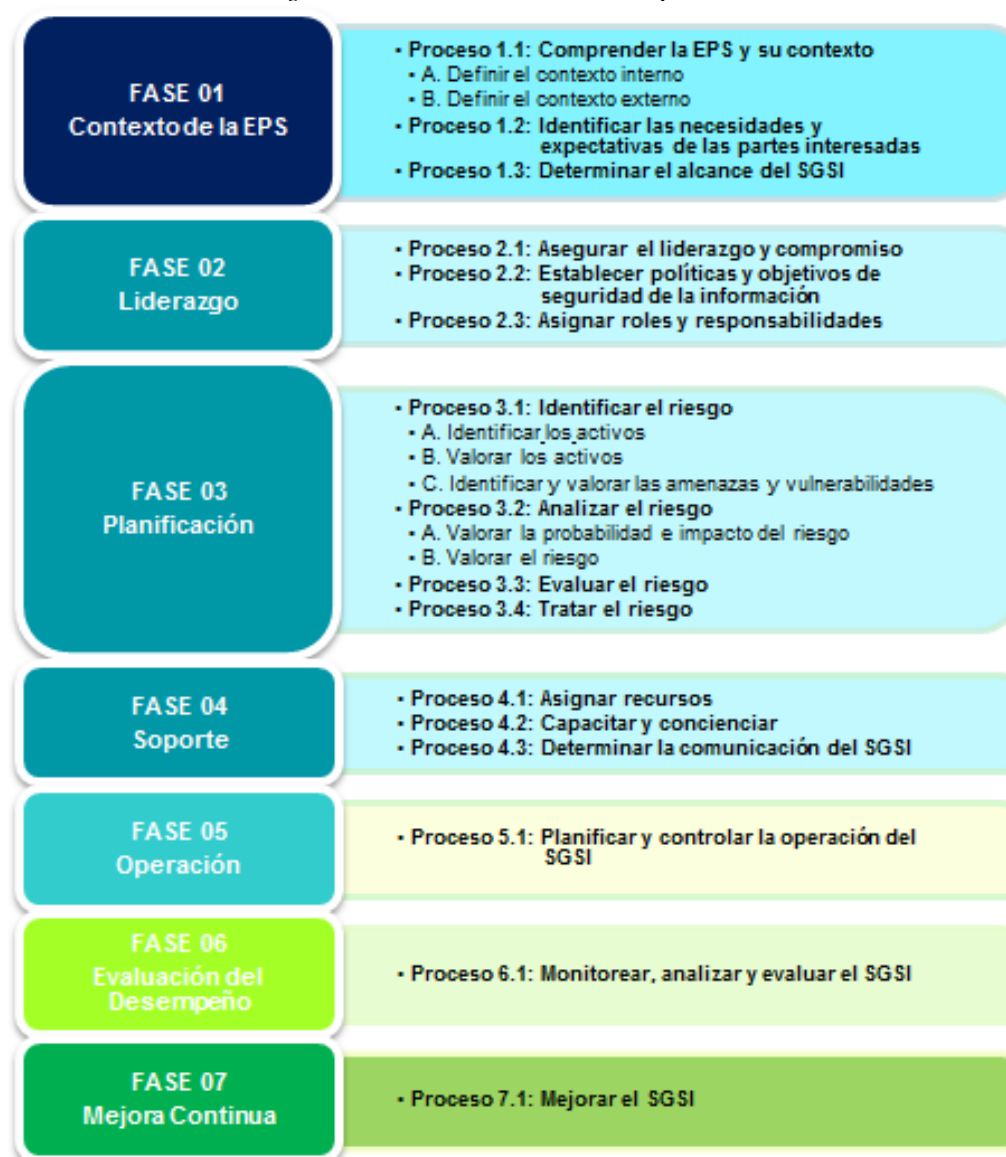 FASE 01
Contexto de la EPS
• Proceso 1.1: Comprender la EPS y su contexto
• A. Definir el contexto interno
• B. Definir el contexto externo
• Proceso 1.2: Identificar las necesidades y
expectativas de las partes interesadas
• Proceso 1.3: Determinar el alcance del SGSI
FASE 02
Liderazgo
• Proceso 2.1: Asegurar el liderazgo y compromiso
• Proceso 2.2: Establecer políticas y objetivos de
seguridad de la información
• Proceso 2.3: Asignar roles y responsabilidades
FASE 03
Planificación
• Proceso 3.1: Identificar el riesgo
• A. Identificar los activos
• B. Valorar los activos
• C. Identificar y valorar las amenazas y vulnerabilidades
• Proceso 3.2: Analizar el riesgo
• A. Valorar la probabilidad e impacto del riesgo
• B. Valorar el riesgo
• Proceso 3.3: Evaluar el riesgo
• Proceso 3.4: Tratar el riesgo
FASE 04
Soporte
• Proceso 4.1: Asignar recursos
• Proceso 4.2: Capacitar y concienciar
• Proceso 4.3: Determinar la comunicación del SGSI
FASE 05
Operación
• Proceso 5.1: Planificar y controlar la operación del
SGSI
FASE 06
Evaluación del
Desempeño
• Proceso 6.1: Monitorear, analizar y evaluar el SGSI
FASE 07
Mejora Continua
• Proceso 7.1: Mejorar el SGSI